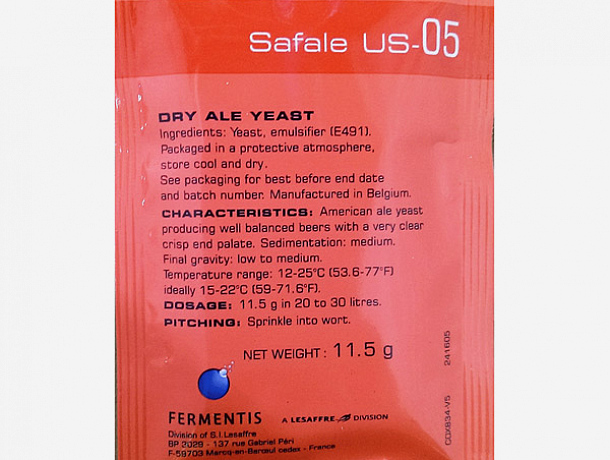 Safale US-05
DRY ALE YEAST
Ingredients: Yeast, emulsifier (E491).
Packaged in a protective atmosphere,
store cool and dry.
See packaging for best before end date
and batch number. Manufactured in Belgium.
CHARACTERISTICS: American ale yeast
producing well balanced beers with a very clear
crisp end palate. Sedimentation: medium.
Final gravity: low to medium.
Temperature range: 12-25°C (53.6-77°F)
ideally 15-22°C (59-71.6°F).
DOSAGE: 11.5 g in 20 to 30 litres.
PITCHING: Sprinkle into wort.
NET WEIGHT: 11.5 g
FERMENTIS A LESAFFRE DIVISION
Division of S.I.Lesaffre
BP 3029 - 137 rue Gabriel Péri
F-59703 Marcq-en-Barœul cedex - France
COX834-V5 241605